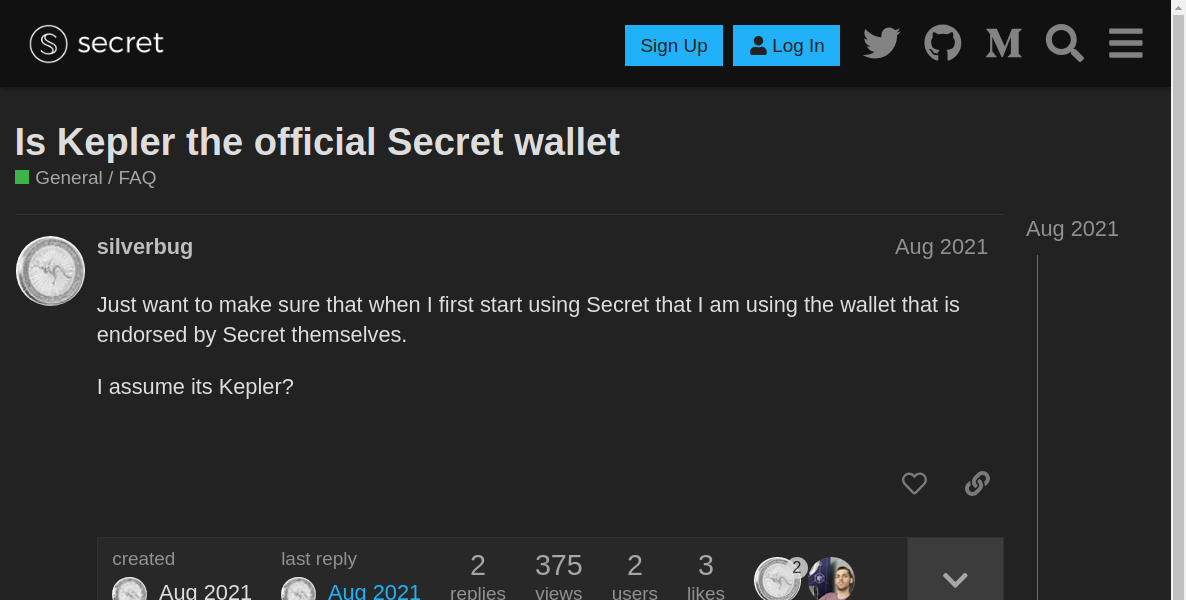 secret
Sign Up
Log In
Is Kepler the official Secret wallet
General / FAQ
Aug 2021
silverbug
Aug 2021
Just want to make sure that when I first start using Secret that I am using the wallet that is
endorsed by Secret themselves.
I assume its Kepler?
created
last reply
2
375
2
3
2
Aug 2021
Aug 2021
replies
views
users
likes